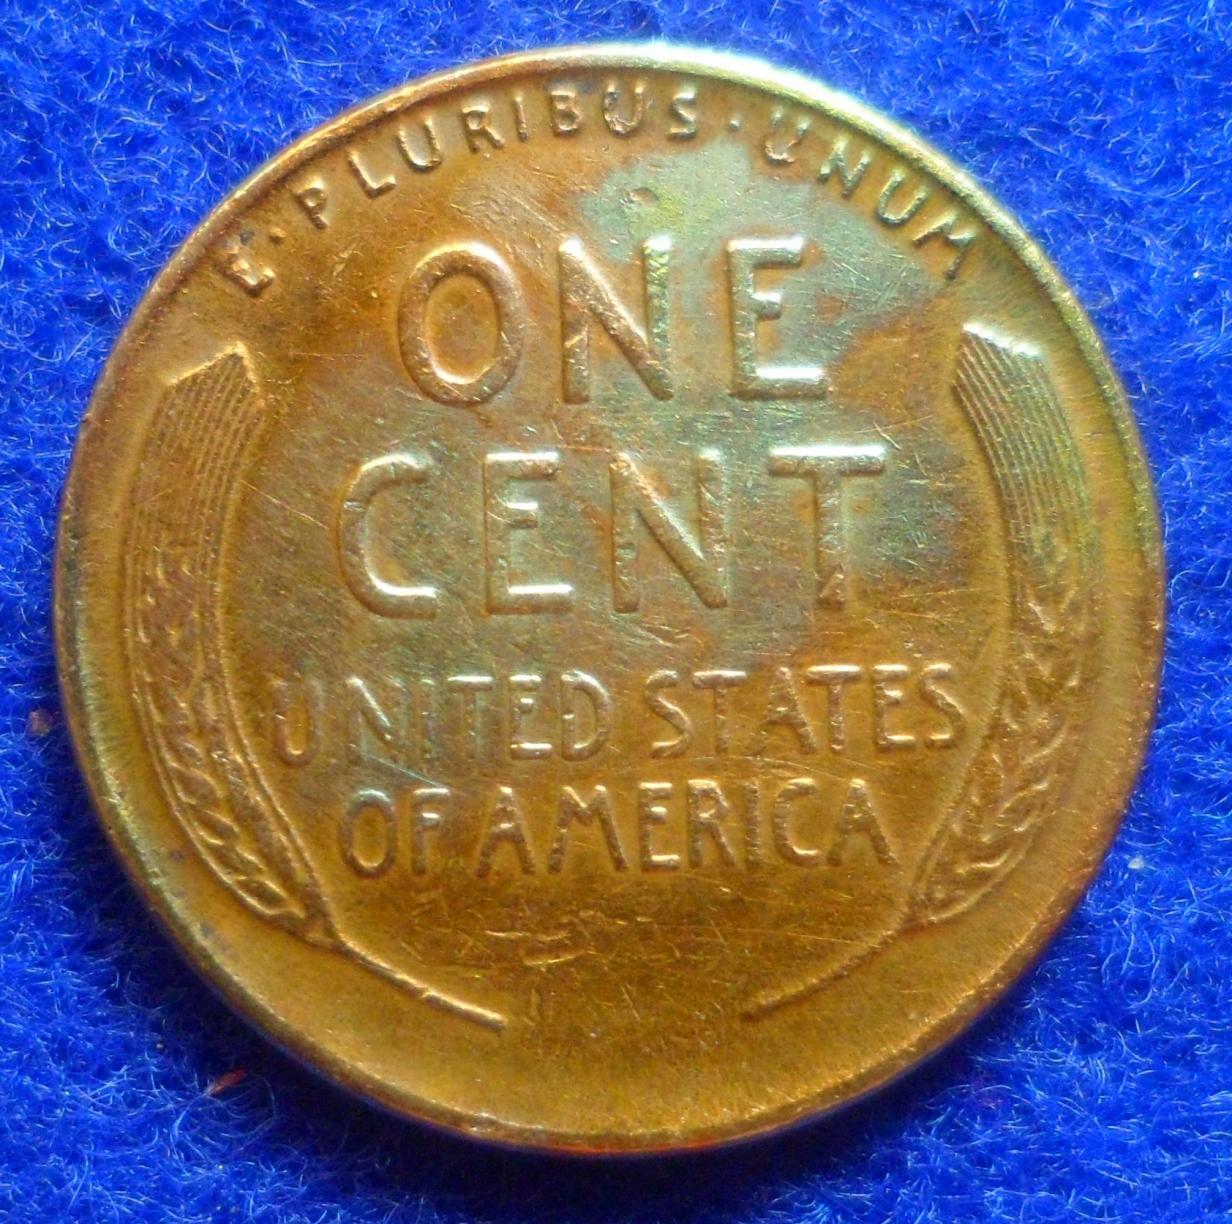 E·PLURIBUS·UNUM
ONE
CENT
UNITED STATES
OF AMERICA